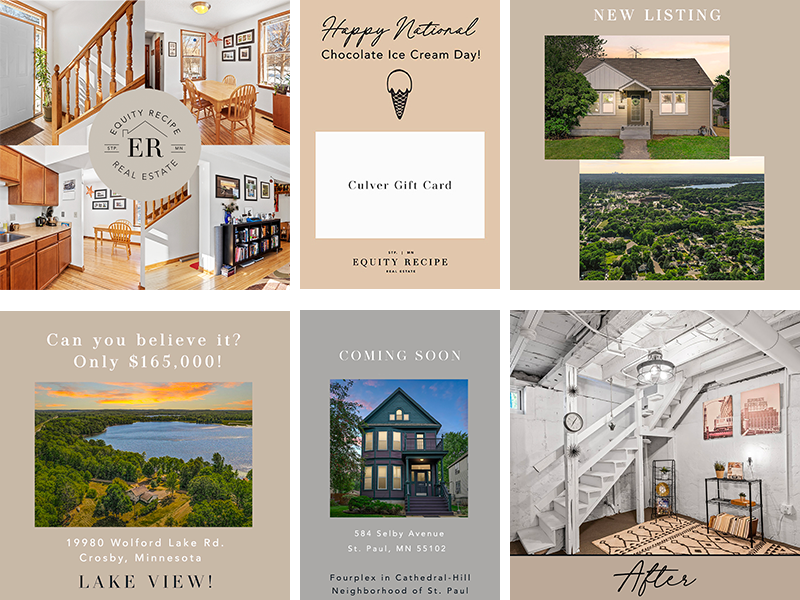 EQUITY RECIPE
STP. ER MN
REAL ESTATE
Happy National
Chocolate Ice Cream Day!
Culver Gift Card
STP. | MN
EQUITY RECIPE
REAL ESTATE
NEW LISTING
Can you believe it?
Only $165,000!
19980 Wolford Lake Rd.
Crosby, Minnesota
LAKE VIEW!
COMING SOON
584 Selby Avenue
St. Paul, MN 55102
Fourplex in Cathedral-Hill
Neighborhood of St. Paul
After